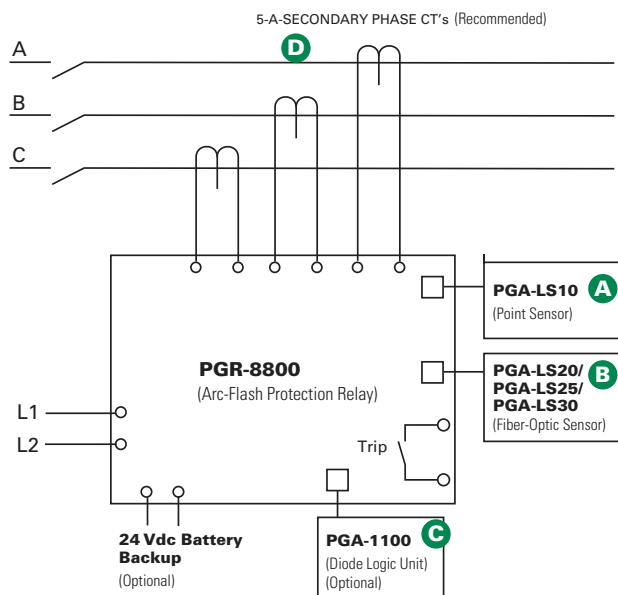 5-A-SECONDARY PHASE CT's (Recommended)
D
A
B
C
PGA-LS10
A
(Point Sensor)
PGR-8800
(Arc-Flash Protection Relay)
PGA-LS20/
PGA-LS25/
PGA-LS30
B
(Fiber-Optic Sensor)
L1
L2
Trip
24 Vdc Battery
Backup
(Optional)
PGA-1100
C
(Diode Logic Unit)
(Optional)